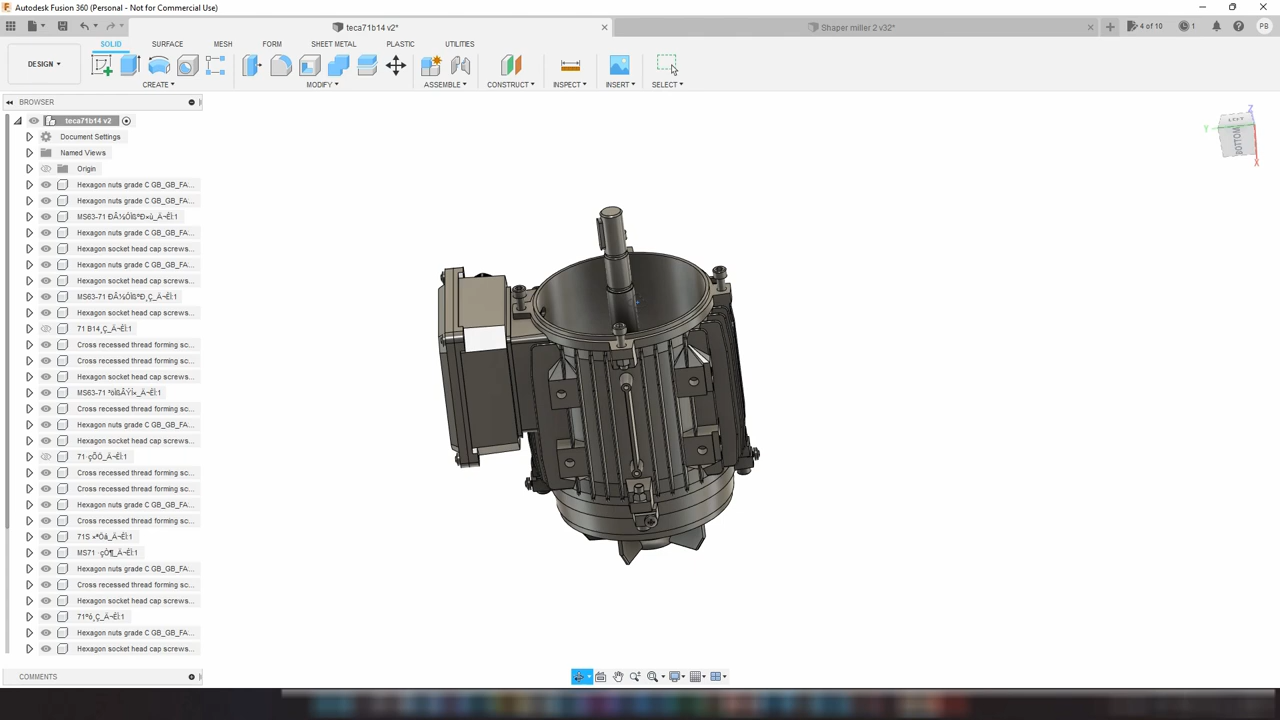 Autodesk Fusion 360 (Personal - Not for Commercial Use)
teca71b14 v2*
Shaper miller 2 v32*
4 of 10
1
PB
DESIGN
SOLID
SURFACE
MESH
FORM
SHEET METAL
PLASTIC
UTILITIES
CREATE
MODIFY
ASSEMBLE
CONSTRUCT
INSPECT
INSERT
SELECT
BROWSER
teca71b14 v2
Document Settings
Named Views
Origin
Hexagon nuts grade C GB_GB_FA...
Hexagon nuts grade C GB_GB_FA...
Hexagon nuts grade C GB_GB_FA...
Hexagon socket head cap screws...
Hexagon nuts grade C GB_GB_FA...
Hexagon socket head cap screws...
Hexagon socket head cap screws...
71 B14¸Ç_Ä¬ÈÏ:1
Cross recessed thread forming sc...
Cross recessed thread forming sc...
Hexagon socket head cap screws...
Cross recessed thread forming sc...
Hexagon nuts grade C GB_GB_FA...
Hexagon socket head cap screws...
Cross recessed thread forming sc...
Cross recessed thread forming sc...
Hexagon nuts grade C GB_GB_FA...
Cross recessed thread forming sc...
Hexagon nuts grade C GB_GB_FA...
Cross recessed thread forming sc...
Hexagon socket head cap screws...
Hexagon nuts grade C GB_GB_FA...
Hexagon socket head cap screws...
COMMENTS
Z
Y
X
BOTTOM